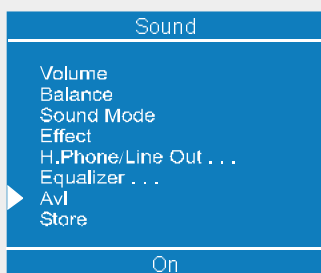 Sound
Volume
Balance
Sound Mode
Effect
H.Phone/Line Out . . .
Equalizer . . .
Avl
Store
On